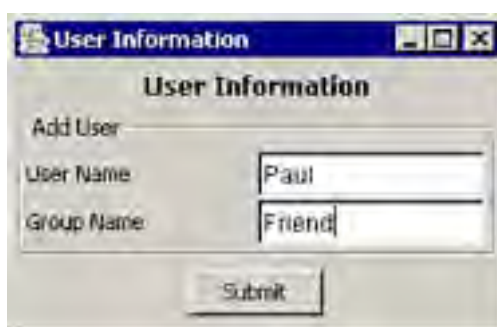 User Information
User Information
Add User
User Name Paul
Group Name Friend
Submit